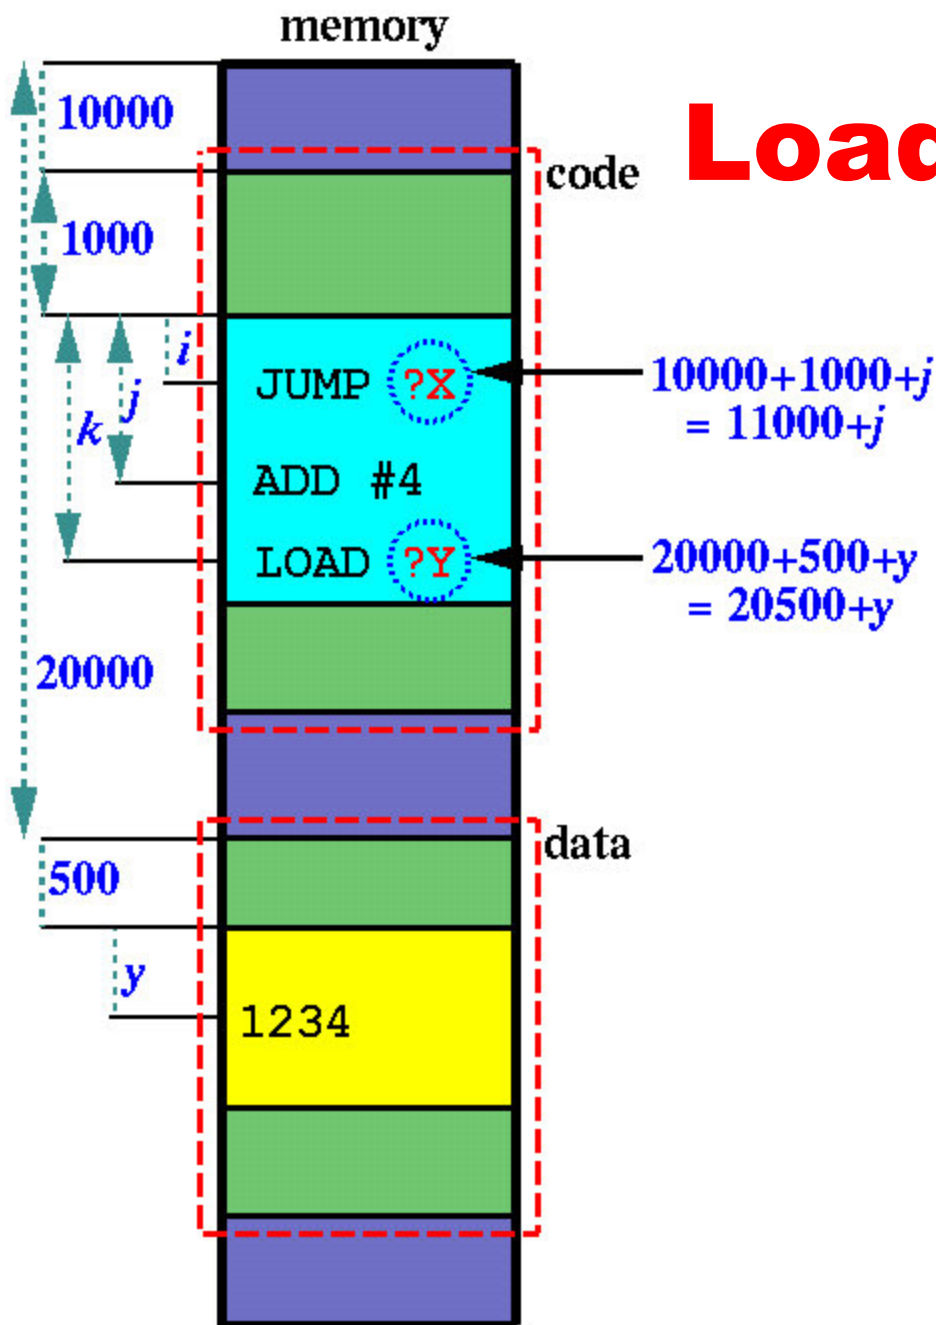 memory
Load
10000
code
1000
i
j
k
JUMP ?X
10000+1000+j
= 11000+j
ADD #4
LOAD ?Y
20000+500+y
= 20500+y
20000
data
500
y
1234